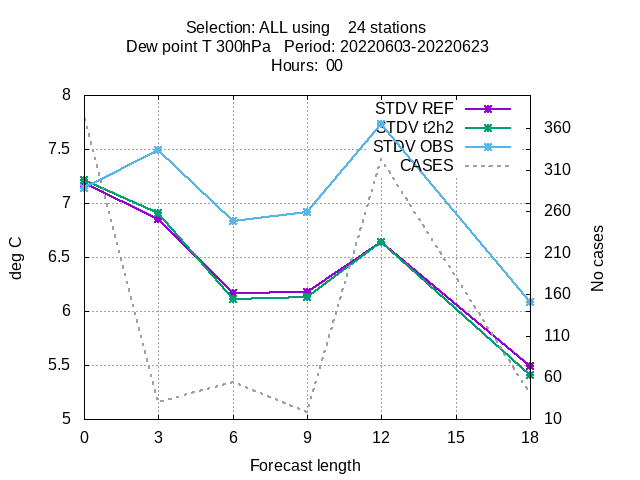 Selection: ALL using    24 stations
Dew point T 300hPa   Period: 20220603-20220623
Hours:  00
STDV REF
STDV t2h2
STDV OBS
CASES
8
7.5
7
6.5
6
5.5
5
360
310
260
210
160
110
60
10
deg C
No cases
0 3 6 9 12 15 18
Forecast length